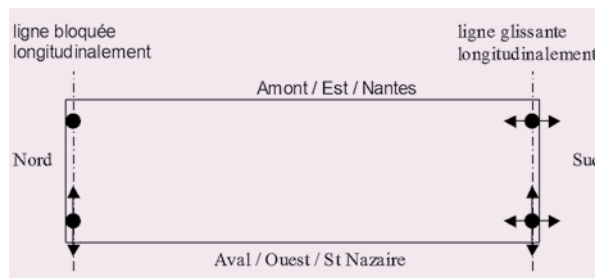 ligne bloquée
longitudinalement
ligne glissante
longitudinalement
Amont / Est / Nantes
Nord
Aval / Ouest / St Nazaire